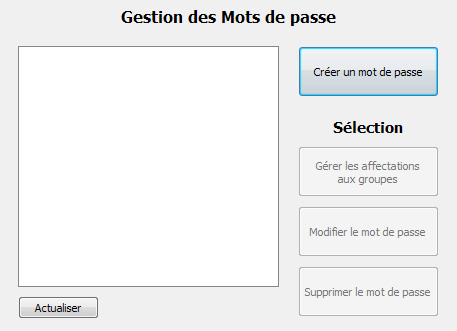 Gestion des Mots de passe
Créer un mot de passe
Sélection
Gérer les affectations
aux groupes
Modifier le mot de passe
Supprimer le mot de passe
Actualiser